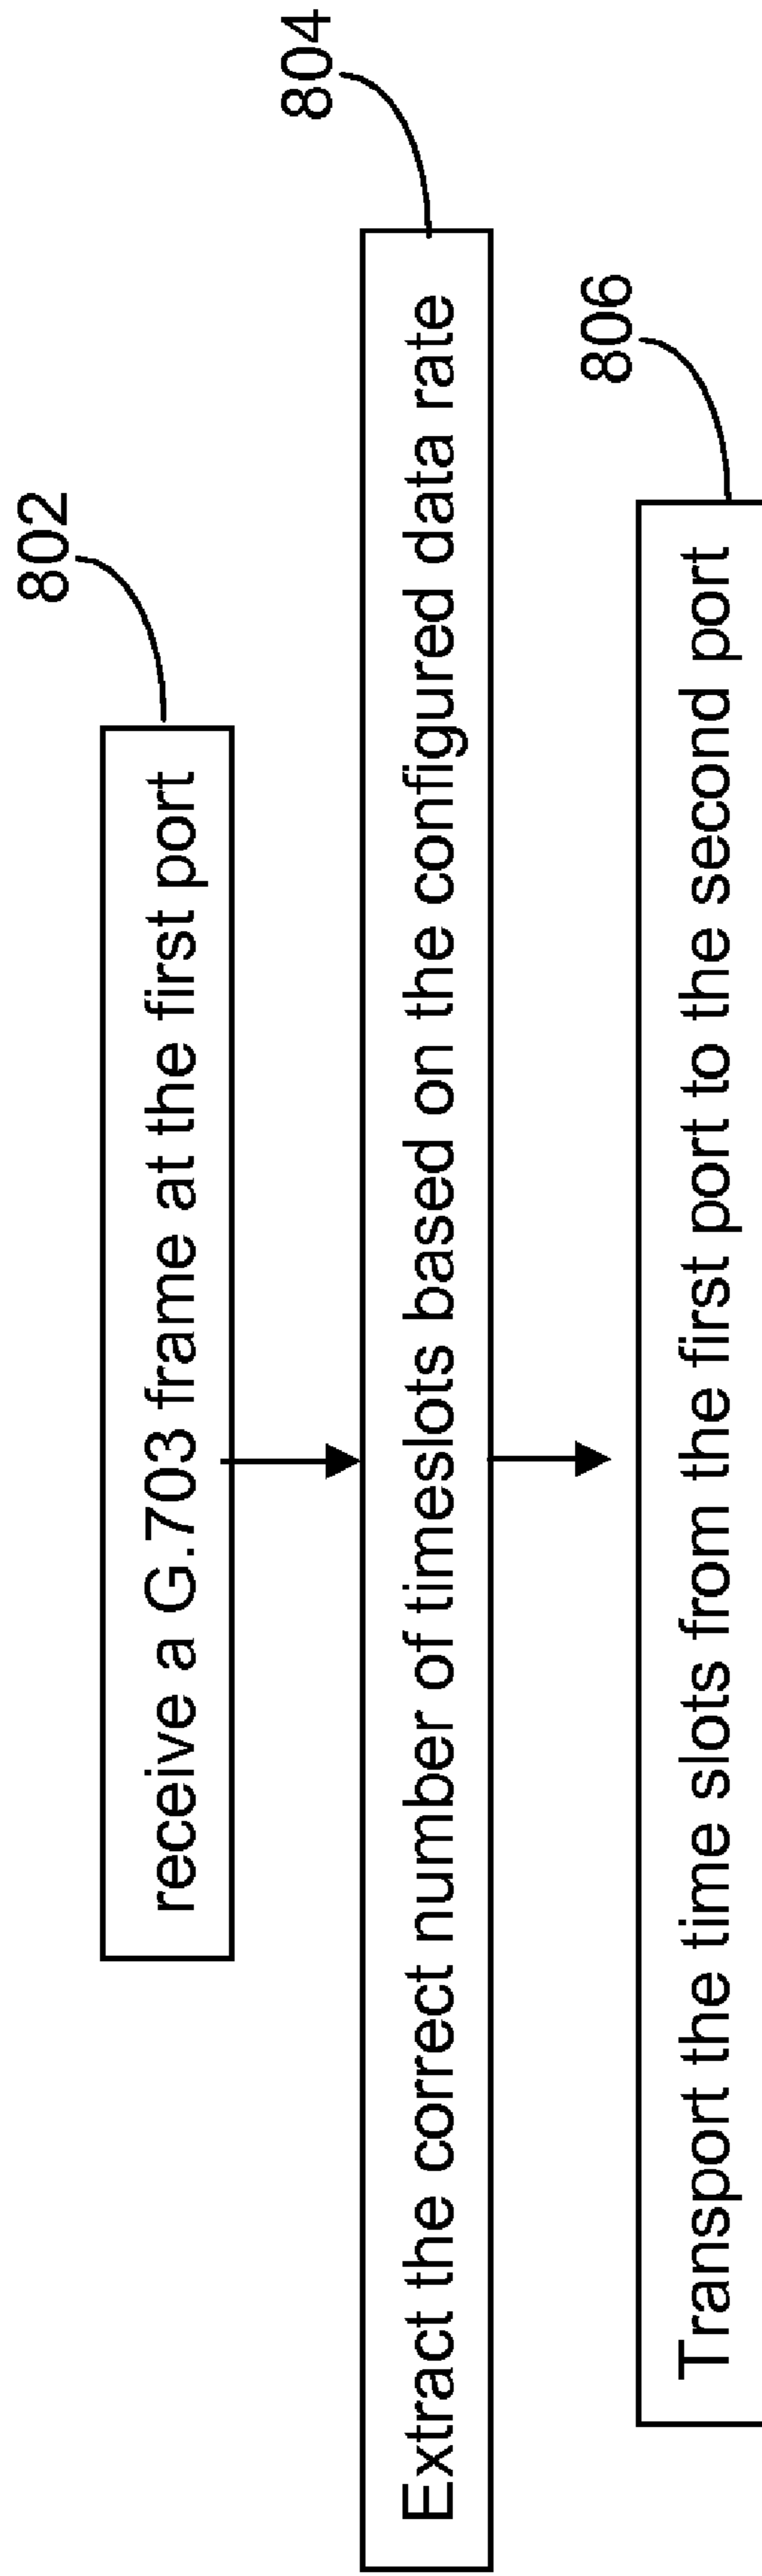 802
receive a G.703 frame at the first port
804
Extract the correct number of timeslots based on the configured data rate
806
Transport the time slots from the first port to the second port